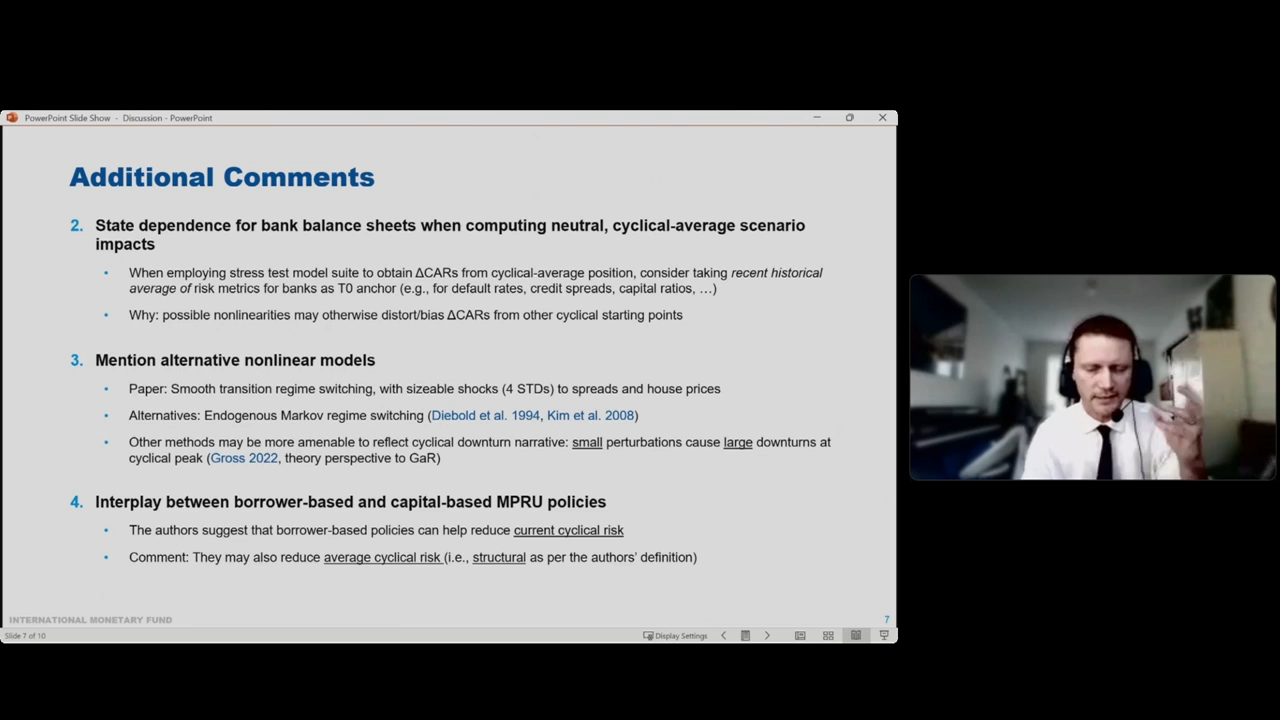 PowerPoint Slide Show - Discussion - PowerPoint
Additional Comments
2. State dependence for bank balance sheets when computing neutral, cyclical-average scenario
impacts
• When employing stress test model suite to obtain ΔCARs from cyclical-average position, consider taking recent historical
average of risk metrics for banks as T0 anchor (e.g., for default rates, credit spreads, capital ratios, …)
• Why: possible nonlinearities may otherwise distort/bias ΔCARs from other cyclical starting points
3. Mention alternative nonlinear models
• Paper: Smooth transition regime switching, with sizeable shocks (4 STDs) to spreads and house prices
• Alternatives: Endogenous Markov regime switching (Diebold et al. 1994, Kim et al. 2008)
• Other methods may be more amenable to reflect cyclical downturn narrative: small perturbations cause large downturns at
cyclical peak (Gross 2022, theory perspective to GaR)
4. Interplay between borrower-based and capital-based MPRU policies
• The authors suggest that borrower-based policies can help reduce current cyclical risk
• Comment: They may also reduce average cyclical risk (i.e., structural as per the authors' definition)
INTERNATIONAL MONETARY FUND
7
Slide 7 of 10
Display Settings